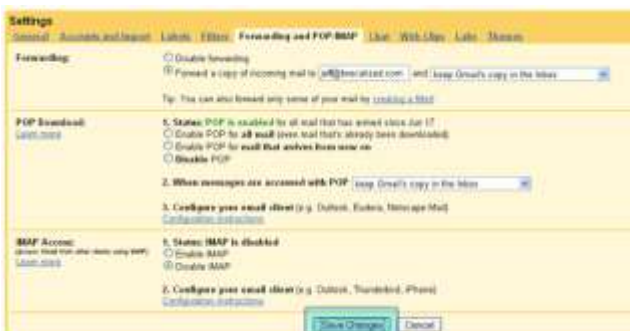 Settings
General Accounts and Import Labels Filters Forwarding and POP/IMAP Chat Web Clips Labs Themes
Forwarding:
Disable forwarding
Forward a copy of incoming mail to and keep Gmail's copy in the Inbox
Tip: You can also forward only some of your mail by creating a filter!
POP Download:
Learn more
1. Status: POP is enabled for all mail that has arrived since Jun 17
Enable POP for all mail (even mail that's already been downloaded)
Enable POP for mail that arrives from now on
Disable POP
2. When messages are accessed with POP keep Gmail's copy in the Inbox
3. Configure your email client (e.g. Outlook, Eudora, Netscape Mail)
Configuration instructions
IMAP Access:
(access Gmail from other clients using IMAP)
Learn more
1. Status: IMAP is disabled
Enable IMAP
Disable IMAP
2. Configure your email client (e.g. Outlook, Thunderbird, iPhone)
Configuration instructions
Save Changes Cancel